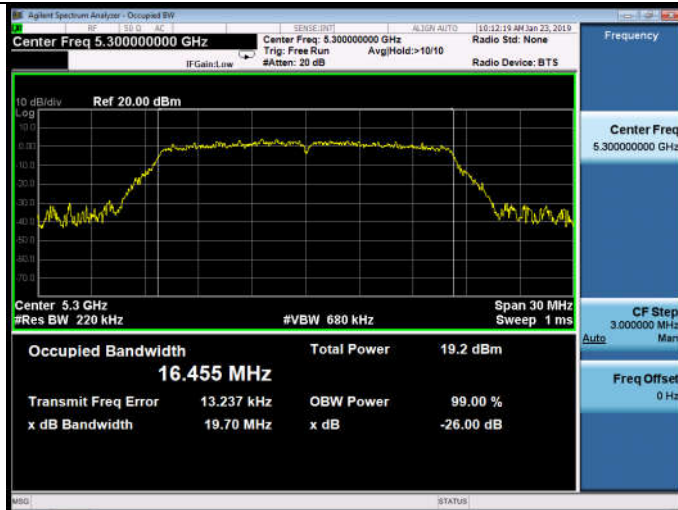 Agilent Spectrum Analyzer - Occupied BW
RF 50 Ω AC SENSE:INT ALIGN AUTO 10:12:19 AM Jan 23, 2019
Center Freq 5.300000000 GHz
Center Freq: 5.300000000 GHz
Radio Std: None
Trig: Free Run Avg|Hold:>10/10
IFGain:Low #Atten: 20 dB Radio Device: BTS
Frequency
10 dB/div Ref 20.00 dBm
Log
10.0
0.00
-10.0
-20.0
-30.0
-40.0
-50.0
-60.0
-70.0
Center 5.3 GHz Span 30 MHz
#Res BW 220 kHz #VBW 680 kHz Sweep 1 ms
Occupied Bandwidth Total Power 19.2 dBm
16.455 MHz
Transmit Freq Error 13.237 kHz OBW Power 99.00 %
x dB Bandwidth 19.70 MHz x dB -26.00 dB
Center Freq
5.300000000 GHz
CF Step
3.000000 MHz
Auto Man
Freq Offset
0 Hz
MSG STATUS